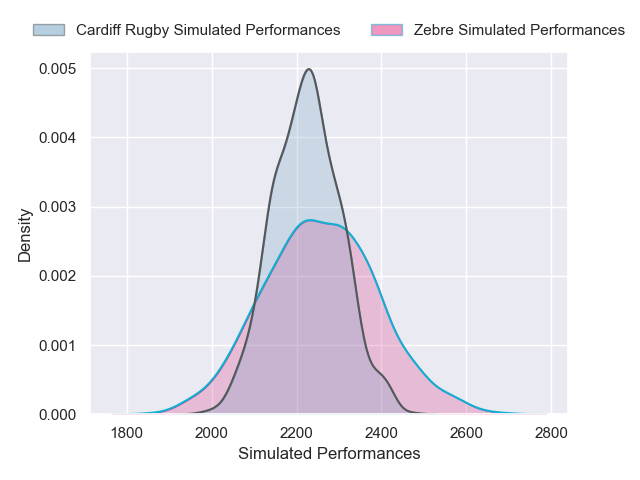 Cardiff Rugby Simulated Performances Zebre Simulated Performances
0.005
0.004
0.003
0.002
0.001
0.000
Density
1800 2000 2200 2400 2600 2800
Simulated Performances